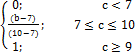 0; c < 7
(b-7)/(10-7); 7 ≤ c ≤ 10
1; c ≥ 9